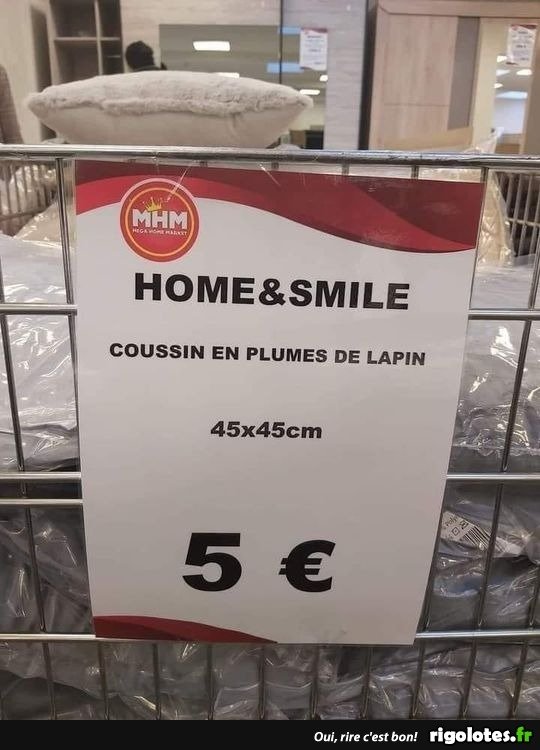 MHM
MEGA HOME MARKET
HOME&SMILE
COUSSIN EN PLUMES DE LAPIN
45x45cm
5 €
Oui, rire c'est bon! rigolotes.fr